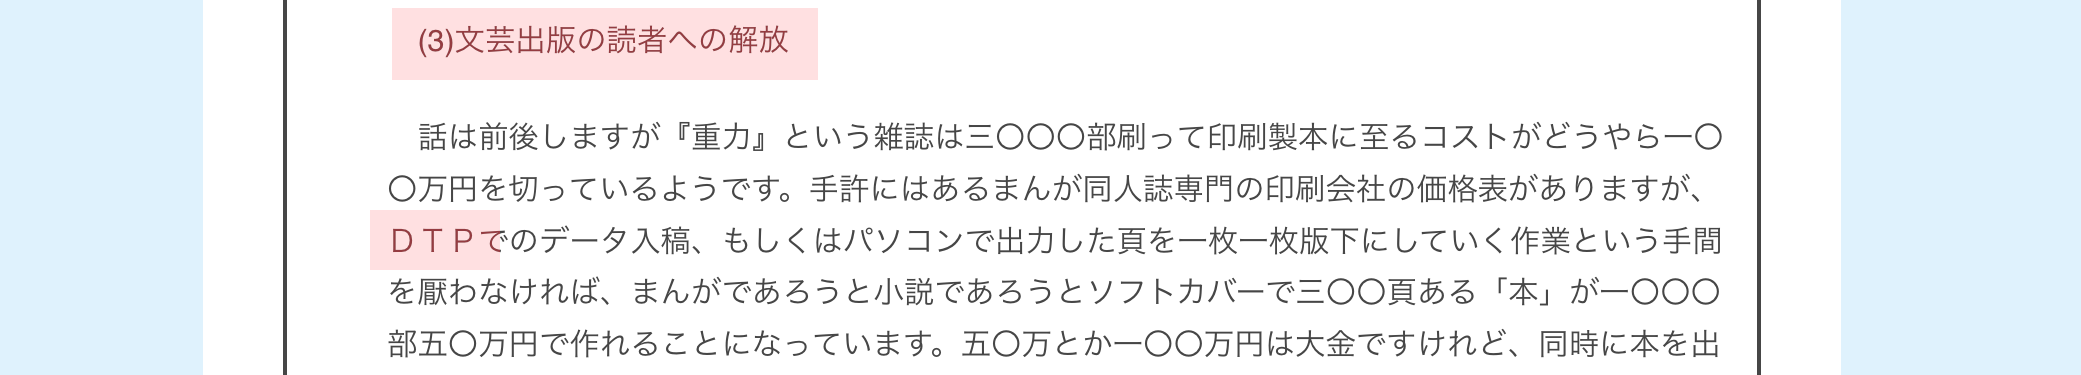 (3)文芸出版の読者への解放
　話は前後しますが『重力』という雑誌は三〇〇〇部刷って印刷製本に至るコストがどうやら一〇
〇万円を切っているようです。手許にはあるまんが同人誌専門の印刷会社の価格表がありますが、
ＤＴＰでのデータ入稿、もしくはパソコンで出力した頁を一枚一枚版下にしていく作業という手間
を厭わなければ、まんがであろうと小説であろうとソフトカバーで三〇〇頁ある「本」が一〇〇〇
部五〇万円で作れることになっています。五〇万とか一〇〇万円は大金ですけれど、同時に本を出